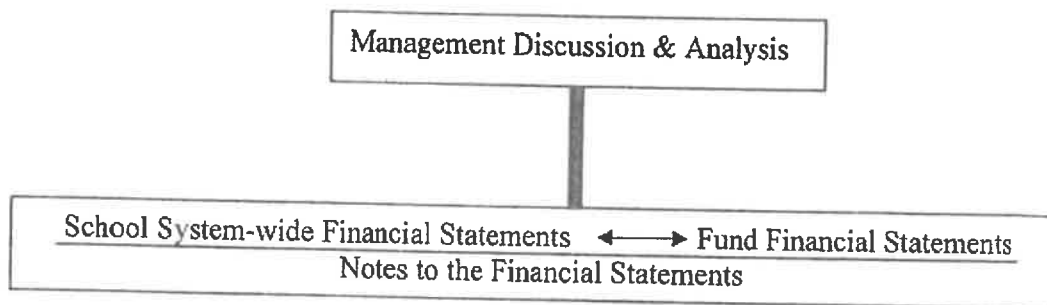 Management Discussion & Analysis
School System-wide Financial Statements Fund Financial Statements
Notes to the Financial Statements